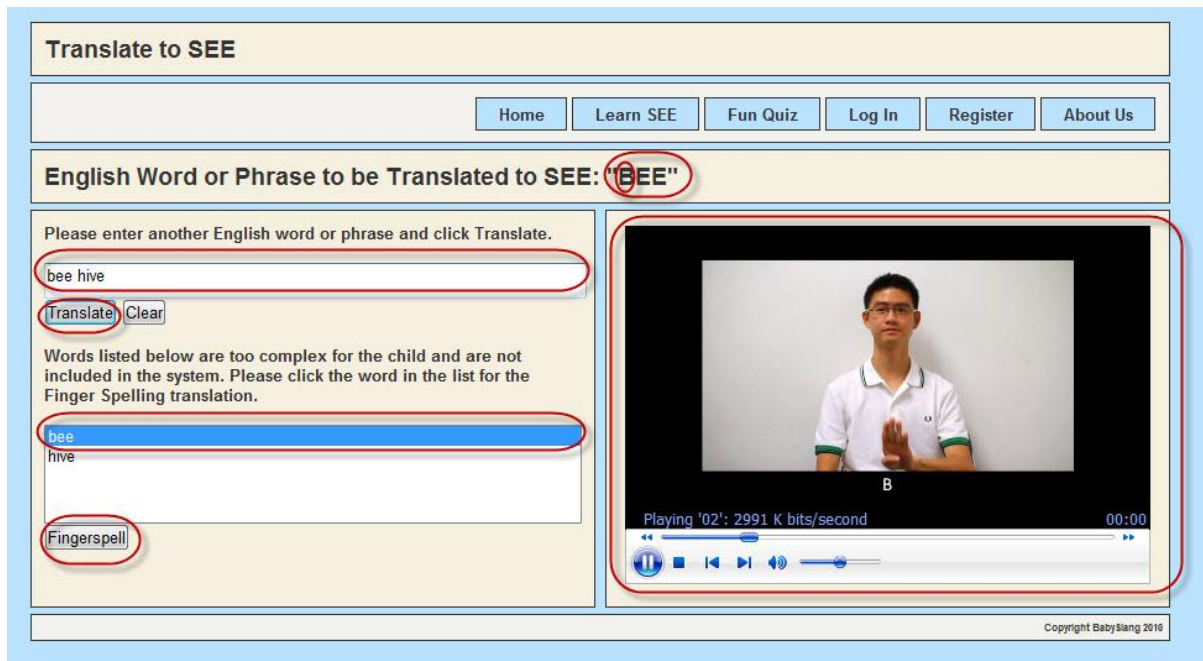 Translate to SEE
Home Learn SEE Fun Quiz Log In Register About Us
English Word or Phrase to be Translated to SEE: "BEE"
Please enter another English word or phrase and click Translate.
bee hive
Translate Clear
Words listed below are too complex for the child and are not
included in the system. Please click the word in the list for the
Finger Spelling translation.
bee
hive
Fingerspell
B
Playing '02': 2991 K bits/second 00:00
Copyright BabySlang 2010